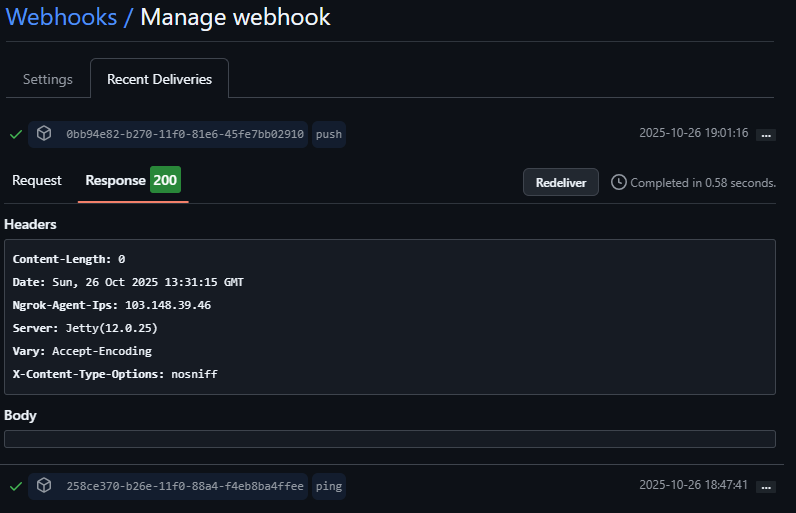 Webhooks / Manage webhook
Settings Recent Deliveries
0bb94e82-b270-11f0-81e6-45fe7bb02910 push 2025-10-26 19:01:16 ...
Request Response 200 Redeliver Completed in 0.58 seconds.
Headers
Content-Length: 0
Date: Sun, 26 Oct 2025 13:31:15 GMT
Ngrok-Agent-Ips: 103.148.39.46
Server: Jetty(12.0.25)
Vary: Accept-Encoding
X-Content-Type-Options: nosniff
Body
258ce370-b26e-11f0-88a4-f4eb8ba4ffee ping 2025-10-26 18:47:41 ...